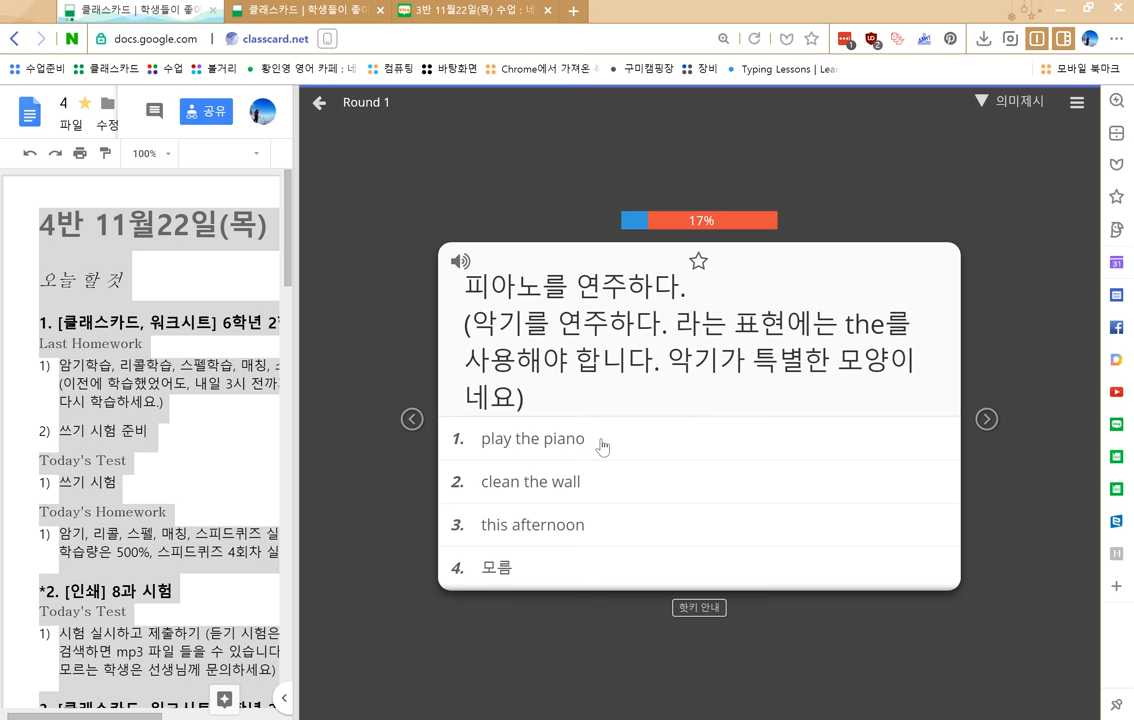 클래스카드 | 학생들이 좋아
클래스카드 | 학생들이 좋아
3반 11월22일(목) 수업 : 네
docs.google.com | classcard.net
수업준비 클래스카드 수업 볼거리 황인영 영어 카페 : 네 컴퓨팅 바탕화면 Chrome에서 가져온 구미캠핑장 장비 Typing Lessons | Lear 모바일 북마크
4
파일 수정
공유
100%
4반 11월22일(목)
오늘 할 것
1. [클래스카드, 워크시트] 6학년 2
Last Homework
1) 암기학습, 리콜학습, 스펠학습, 매칭,
(이전에 학습했었어도, 내일 3시 전까
다시 학습하세요.)
2) 쓰기 시험 준비
Today's Test
1) 쓰기 시험
Today's Homework
1) 암기, 리콜, 스펠, 매칭, 스피드퀴즈 실
학습량은 500%, 스피드퀴즈 4회차 실
*2. [인쇄] 8과 시험
Today's Test
1) 시험 실시하고 제출하기 (듣기 시험은
검색하면 mp3 파일 들을 수 있습니다
모르는 학생은 선생님께 문의하세요)
Round 1
의미제시
17%
피아노를 연주하다.
(악기를 연주하다. 라는 표현에는 the를
사용해야 합니다. 악기가 특별한 모양이
네요)
1. play the piano
2. clean the wall
3. this afternoon
4. 모름
핫키 안내